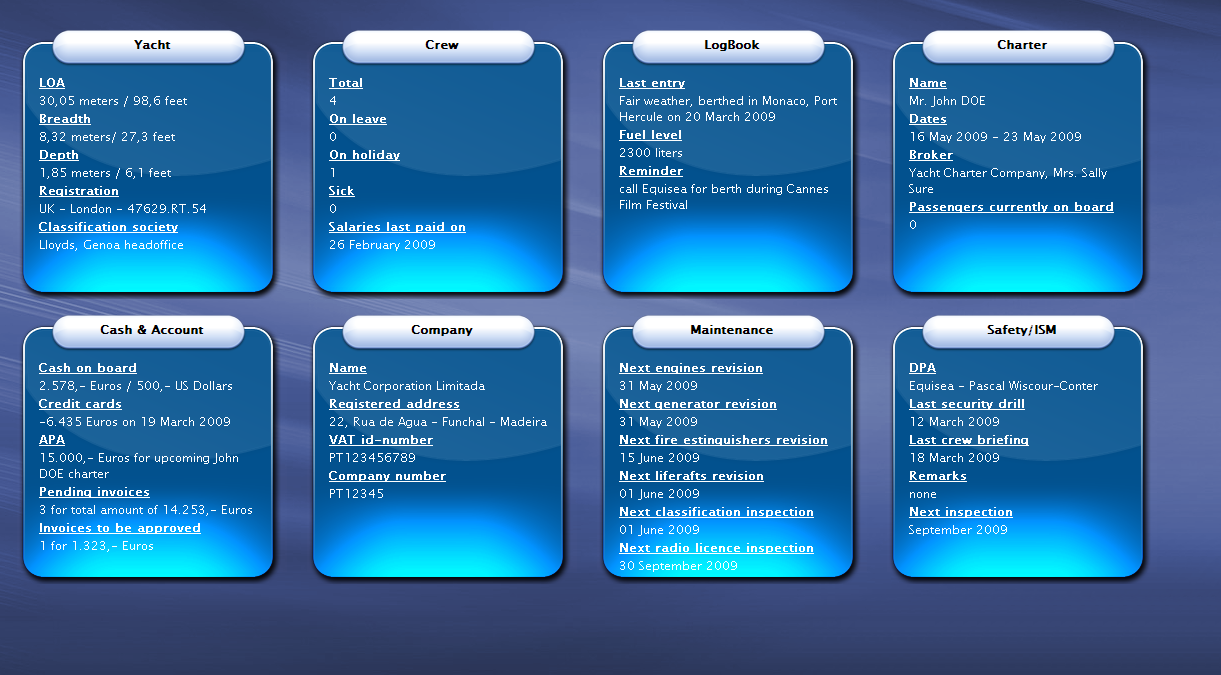 Yacht
LOA
30,05 meters / 98,6 feet
Breadth
8,32 meters/ 27,3 feet
Depth
1,85 meters / 6,1 feet
Registration
UK - London - 47629.RT.54
Classification society
Lloyds, Genoa headoffice
Crew
Total
4
On leave
0
On holiday
1
Sick
0
Salaries last paid on
26 February 2009
LogBook
Last entry
Fair weather, berthed in Monaco, Port
Hercule on 20 March 2009
Fuel level
2300 liters
Reminder
call Equisea for berth during Cannes
Film Festival
Charter
Name
Mr. John DOE
Dates
16 May 2009 - 23 May 2009
Broker
Yacht Charter Company, Mrs. Sally
Sure
Passengers currently on board
0
Cash & Account
Cash on board
2.578,- Euros / 500,- US Dollars
Credit cards
-6.435 Euros on 19 March 2009
APA
15.000,- Euros for upcoming John
DOE charter
Pending invoices
3 for total amount of 14.253,- Euros
Invoices to be approved
1 for 1.323,- Euros
Company
Name
Yacht Corporation Limitada
Registered address
22, Rua de Agua - Funchal - Madeira
VAT id-number
PT123456789
Company number
PT12345
Maintenance
Next engines revision
31 May 2009
Next generator revision
31 May 2009
Next fire estinguishers revision
15 June 2009
Next liferafts revision
01 June 2009
Next classification inspection
01 June 2009
Next radio licence inspection
30 September 2009
Safety/ISM
DPA
Equisea - Pascal Wiscour-Conter
Last security drill
12 March 2009
Last crew briefing
18 March 2009
Remarks
none
Next inspection
September 2009